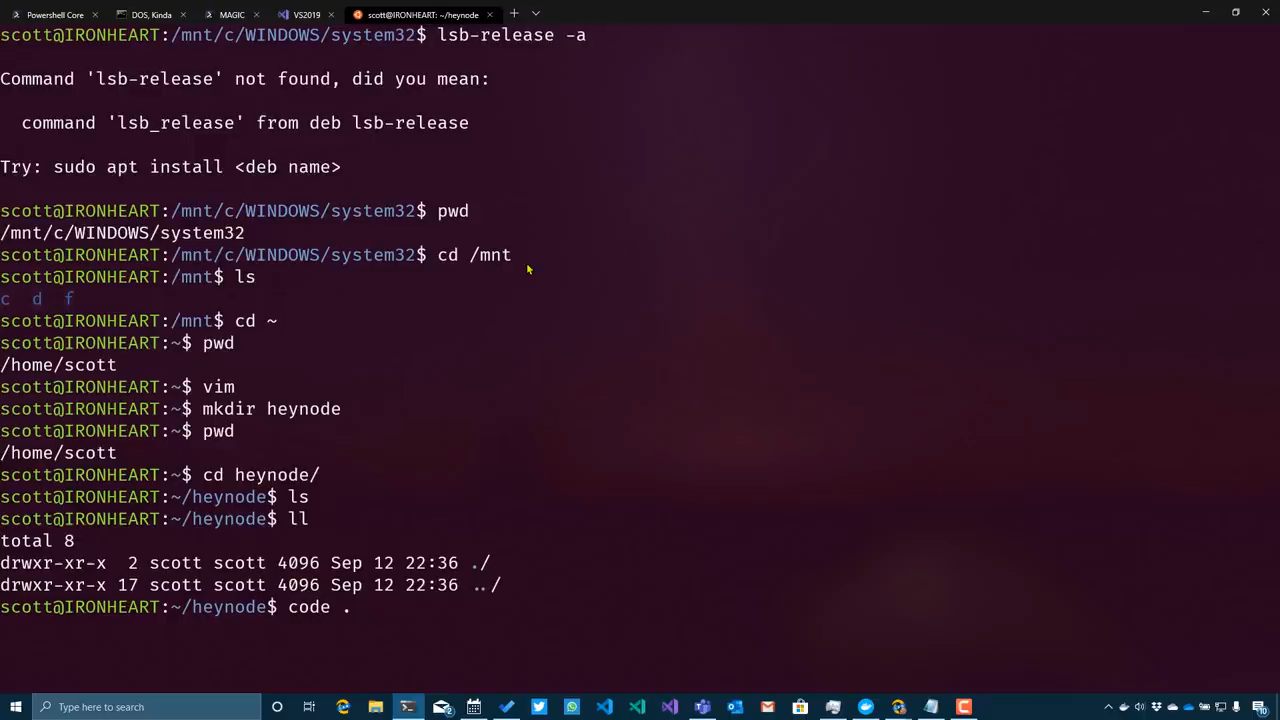 Powershell Core
DOS, Kinda
MAGIC
VS2019
scott@IRONHEART: ~/heynode
scott@IRONHEART:/mnt/c/WINDOWS/system32$ lsb-release -a
Command 'lsb-release' not found, did you mean:
command 'lsb_release' from deb lsb-release
Try: sudo apt install <deb name>
scott@IRONHEART:/mnt/c/WINDOWS/system32$ pwd
/mnt/c/WINDOWS/system32
scott@IRONHEART:/mnt/c/WINDOWS/system32$ cd /mnt
scott@IRONHEART:/mnt$ ls
c  d  f
scott@IRONHEART:/mnt$ cd ~
scott@IRONHEART:~$ pwd
/home/scott
scott@IRONHEART:~$ vim
scott@IRONHEART:~$ mkdir heynode
scott@IRONHEART:~$ pwd
/home/scott
scott@IRONHEART:~$ cd heynode/
scott@IRONHEART:~/heynode$ ls
scott@IRONHEART:~/heynode$ ll
total 8
drwxr-xr-x  2 scott scott 4096 Sep 12 22:36 ./
drwxr-xr-x 17 scott scott 4096 Sep 12 22:36 ../
scott@IRONHEART:~/heynode$ code .
Type here to search